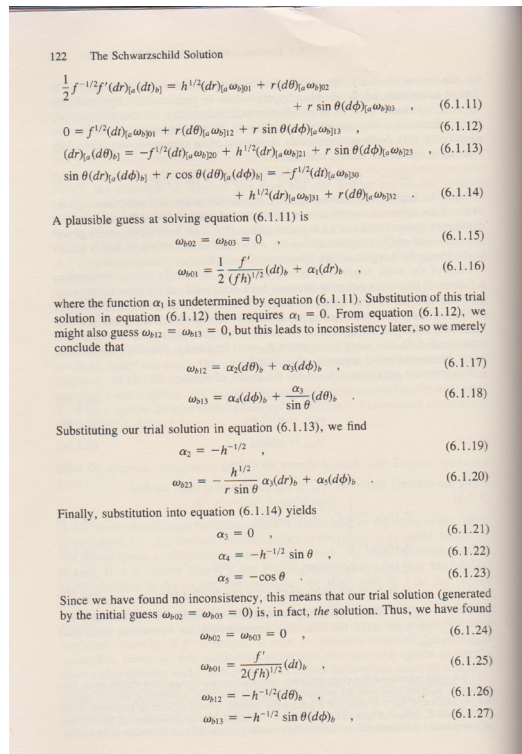 122 The Schwarzschild Solution
1/2 f^{-1/2}f'(dr)_{[a}(dt)_{b]} = h^{1/2}(dr)_{[a}ω_{b]01} + r(dθ)_{[a}ω_{b]02}
+ r sin θ(dϕ)_{[a}ω_{b]03} , (6.1.11)
0 = f^{1/2}(dt)_{[a}ω_{b]01} + r(dθ)_{[a}ω_{b]12} + r sin θ(dϕ)_{[a}ω_{b]13} , (6.1.12)
(dr)_{[a}(dθ)_{b]} = −f^{1/2}(dt)_{[a}ω_{b]20} + h^{1/2}(dr)_{[a}ω_{b]21} + r sin θ(dϕ)_{[a}ω_{b]23} , (6.1.13)
sin θ(dr)_{[a}(dϕ)_{b]} + r cos θ(dθ)_{[a}(dϕ)_{b]} = −f^{1/2}(dt)_{[a}ω_{b]30}
+ h^{1/2}(dr)_{[a}ω_{b]31} + r(dθ)_{[a}ω_{b]32} . (6.1.14)
A plausible guess at solving equation (6.1.11) is
ω_{b02} = ω_{b03} = 0 , (6.1.15)
ω_{b01} = 1/2 f'/(fh)^{1/2} (dt)_b + α_1(dr)_b , (6.1.16)
where the function α_1 is undetermined by equation (6.1.11). Substitution of this trial
solution in equation (6.1.12) then requires α_1 = 0. From equation (6.1.12), we
might also guess ω_{b12} = ω_{b13} = 0, but this leads to inconsistency later, so we merely
conclude that
ω_{b12} = α_2(dθ)_b + α_3(dϕ)_b , (6.1.17)
ω_{b13} = α_4(dϕ)_b + α_3/sin θ (dθ)_b . (6.1.18)
Substituting our trial solution in equation (6.1.13), we find
α_2 = −h^{-1/2} , (6.1.19)
ω_{b23} = − h^{1/2}/(r sin θ) α_3(dr)_b + α_5(dϕ)_b . (6.1.20)
Finally, substitution into equation (6.1.14) yields
α_3 = 0 , (6.1.21)
α_4 = −h^{-1/2} sin θ , (6.1.22)
α_5 = −cos θ . (6.1.23)
Since we have found no inconsistency, this means that our trial solution (generated
by the initial guess ω_{b02} = ω_{b03} = 0) is, in fact, the solution. Thus, we have found
ω_{b02} = ω_{b03} = 0 , (6.1.24)
ω_{b01} = f'/2(fh)^{1/2} (dt)_b , (6.1.25)
ω_{b12} = −h^{-1/2}(dθ)_b , (6.1.26)
ω_{b13} = −h^{-1/2} sin θ(dϕ)_b , (6.1.27)